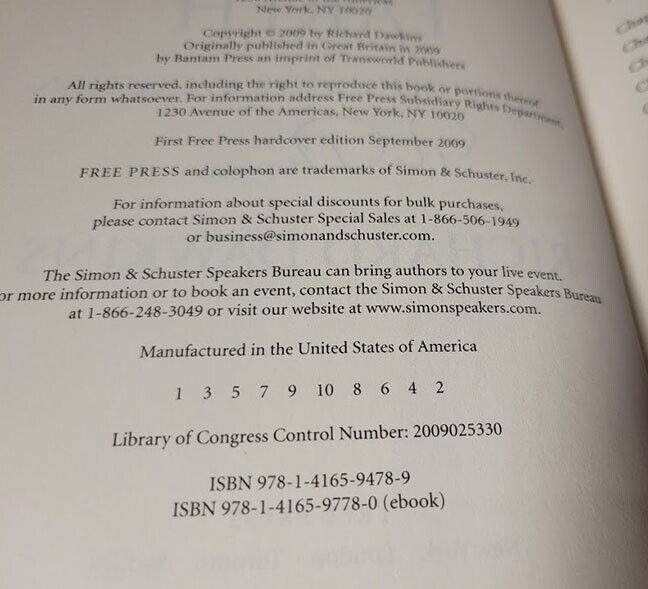 New York, NY 10020
Copyright © 2009 by Richard Dawkins
Originally published in Great Britain in 2009
by Bantam Press an imprint of Transworld Publishers
All rights reserved, including the right to reproduce this book or portions thereof
in any form whatsoever. For information address Free Press Subsidiary Rights Department,
1230 Avenue of the Americas, New York, NY 10020
First Free Press hardcover edition September 2009
FREE PRESS and colophon are trademarks of Simon & Schuster, Inc.
For information about special discounts for bulk purchases,
please contact Simon & Schuster Special Sales at 1-866-506-1949
or business@simonandschuster.com.
The Simon & Schuster Speakers Bureau can bring authors to your live event.
or more information or to book an event, contact the Simon & Schuster Speakers Bureau
at 1-866-248-3049 or visit our website at www.simonspeakers.com.
Manufactured in the United States of America
1 3 5 7 9 10 8 6 4 2
Library of Congress Control Number: 2009025330
ISBN 978-1-4165-9478-9
ISBN 978-1-4165-9778-0 (ebook)